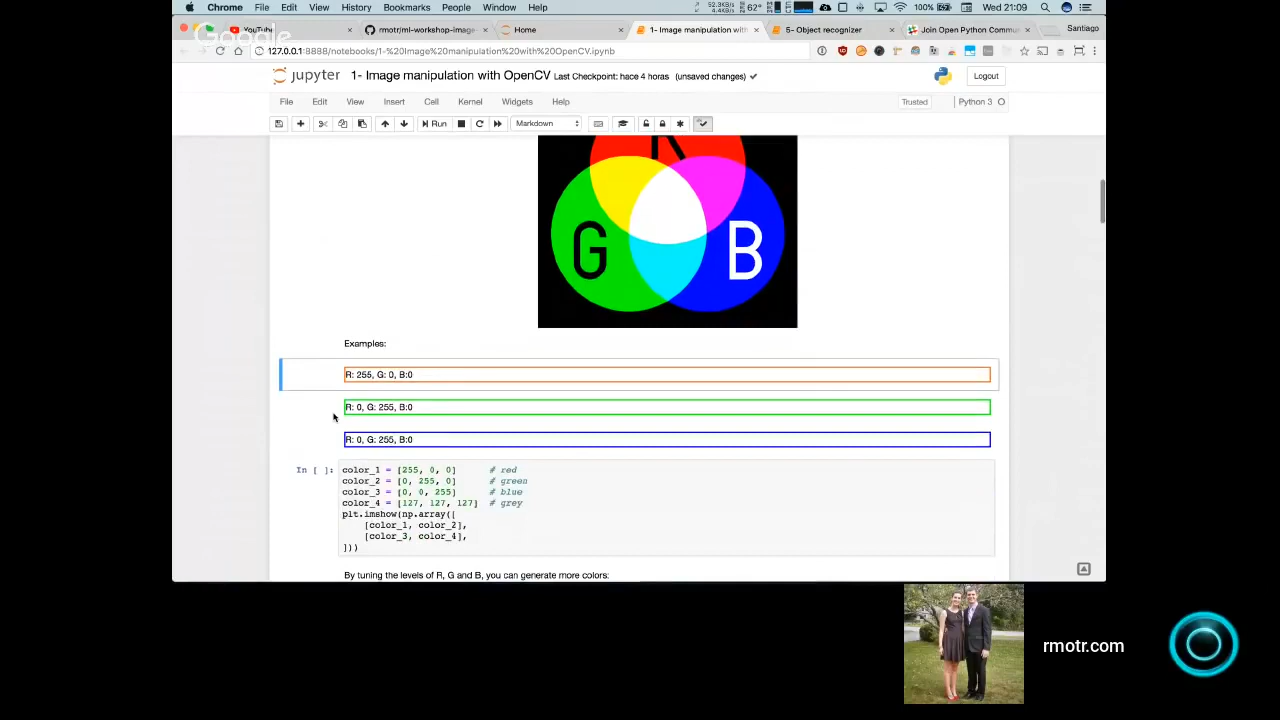 Chrome File Edit View History Bookmarks People Window Help
52.3KB/s
4.4KB/s
62° 100% Wed 21:09
Google
YouTube × rmotr/ml-workshop-image- × Home × 1- Image manipulation with × 5- Object recognizer × Join Open Python Commu × Santiago
127.0.0.1:8888/notebooks/1-%20Image%20manipulation%20with%20OpenCV.ipynb
jupyter 1- Image manipulation with OpenCV Last Checkpoint: hace 4 horas (unsaved changes) Logout
File Edit View Insert Cell Kernel Widgets Help Trusted Python 3
Run Markdown
R
G B
Examples:
R: 255, G: 0, B:0
R: 0, G: 255, B:0
R: 0, G: 255, B:0
In [ ]: color_1 = [255, 0, 0] # red
color_2 = [0, 255, 0] # green
color_3 = [0, 0, 255] # blue
color_4 = [127, 127, 127] # grey
plt.imshow(np.array([
[color_1, color_2],
[color_3, color_4],
]))
By tuning the levels of R, G and B, you can generate more colors:
rmotr.com